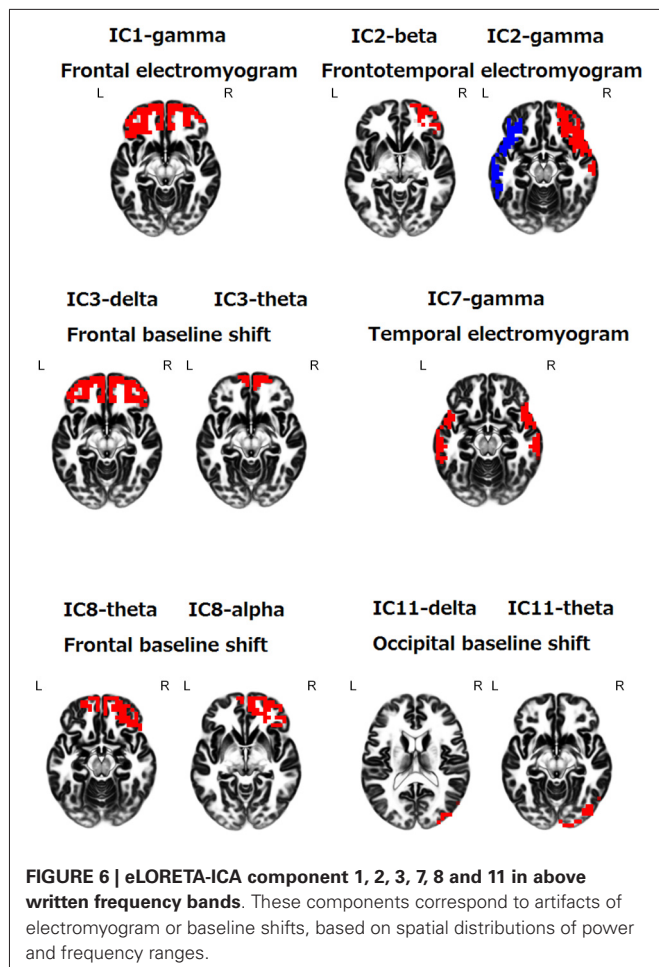 IC1-gamma
Frontal electromyogram
L R
IC2-beta IC2-gamma
Frontotemporal electromyogram
L R L R
IC3-delta IC3-theta
Frontal baseline shift
L R
IC7-gamma
Temporal electromyogram
L R
IC8-theta IC8-alpha
Frontal baseline shift
L R
IC11-delta IC11-theta
Occipital baseline shift
L R
FIGURE 6 | eLORETA-ICA component 1, 2, 3, 7, 8 and 11 in above
written frequency bands. These components correspond to artifacts of
electromyogram or baseline shifts, based on spatial distributions of power
and frequency ranges.